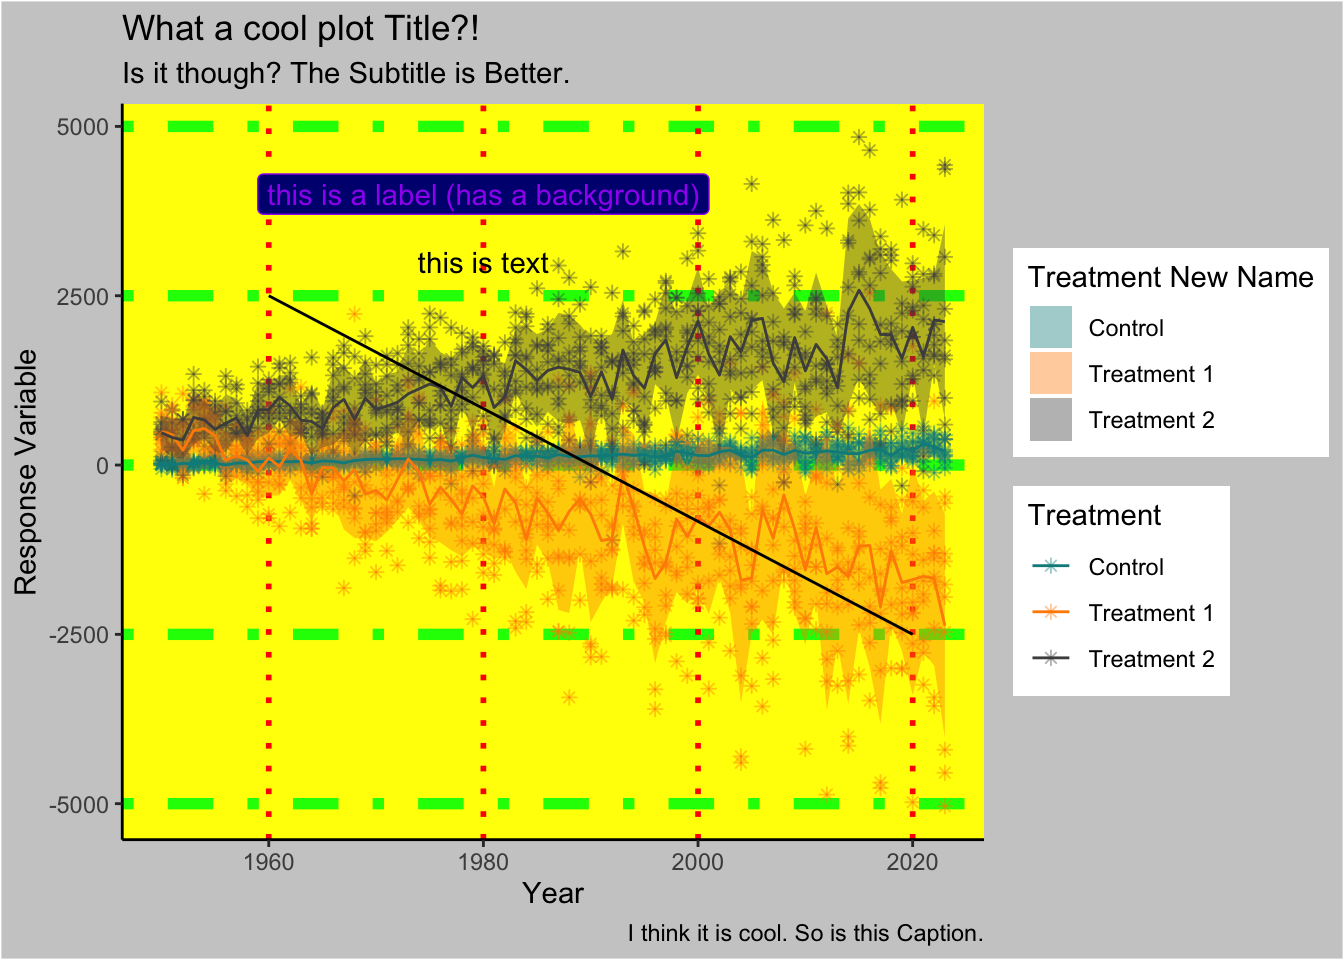 What a cool plot Title?!
Is it though? The Subtitle is Better.
5000
this is a label (has a background)
this is text
2500
0
-2500
-5000
Response Variable
1960
1980
2000
2020
Year
I think it is cool. So is this Caption.
Treatment New Name
Control
Treatment 1
Treatment 2
Treatment
Control
Treatment 1
Treatment 2